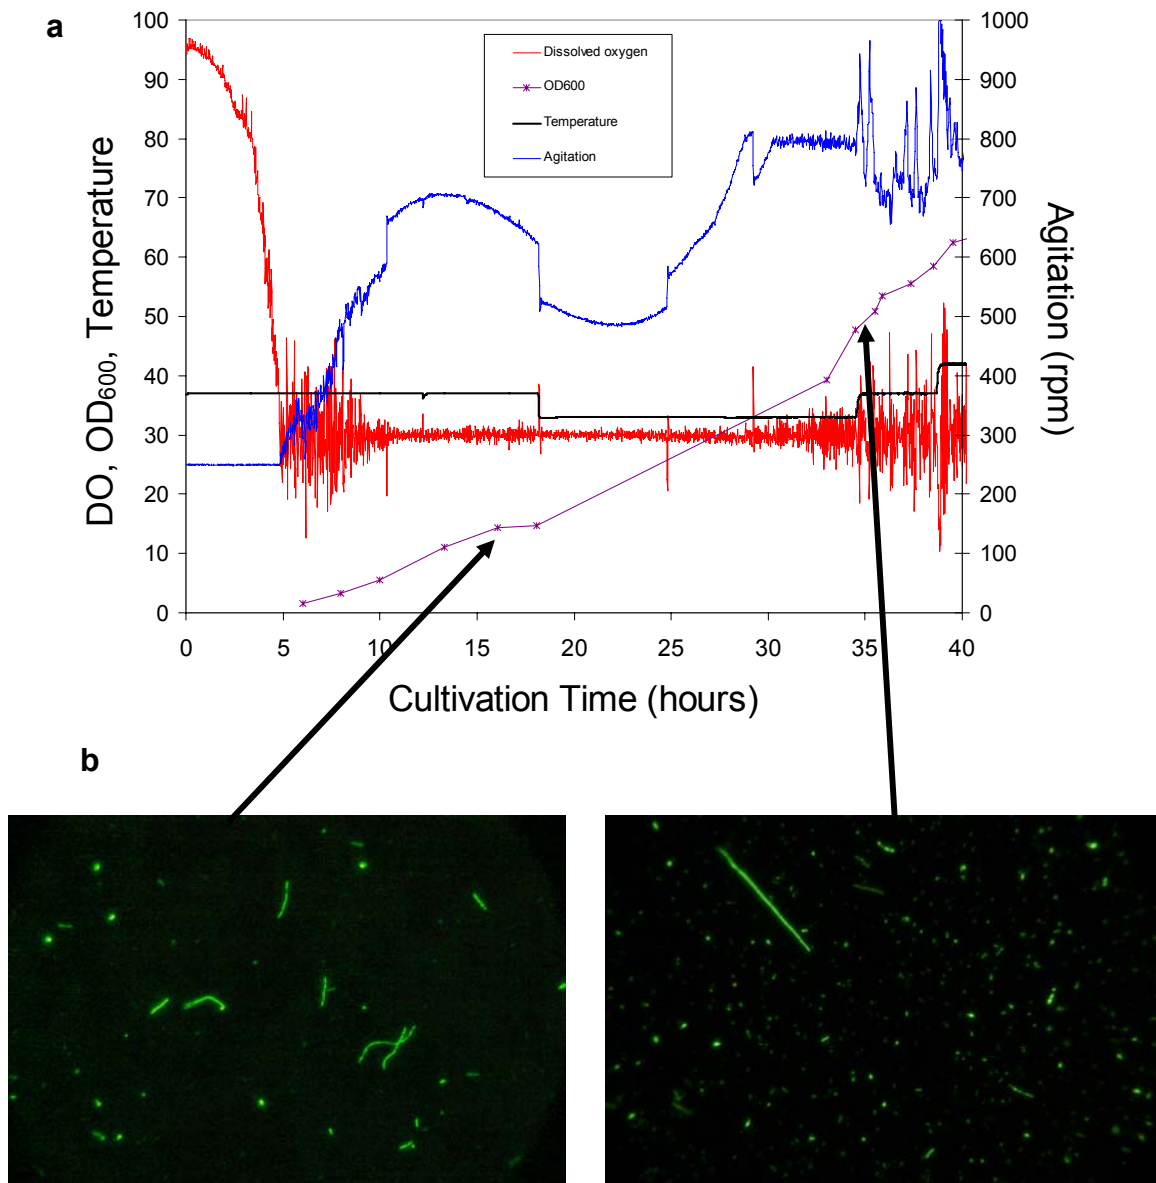 a
100
90
80
70
60
50
40
30
20
10
0
DO, OD600, Temperature
Dissolved oxygen
OD600
Temperature
Agitation
1000
900
800
700
600
500
400
300
200
100
0
Agitation (rpm)
0 5 10 15 20 25 30 35 40
Cultivation Time (hours)
b